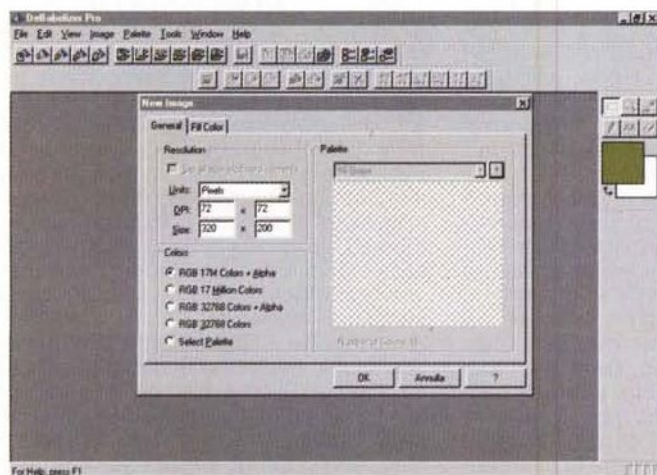 DeBabelizer Pro
File Edit View Image Palette Tools Window Help
New Image
General Fill Color
Resolution
Units: Pixels
DPI: 72 x 72
Size: 320 x 200
Colors
RGB 17M Colors + Alpha
RGB 17 Million Colors
RGB 32768 Colors + Alpha
RGB 32768 Colors
Select Palette
Palette
OK Annulla ?
For Help, press F1